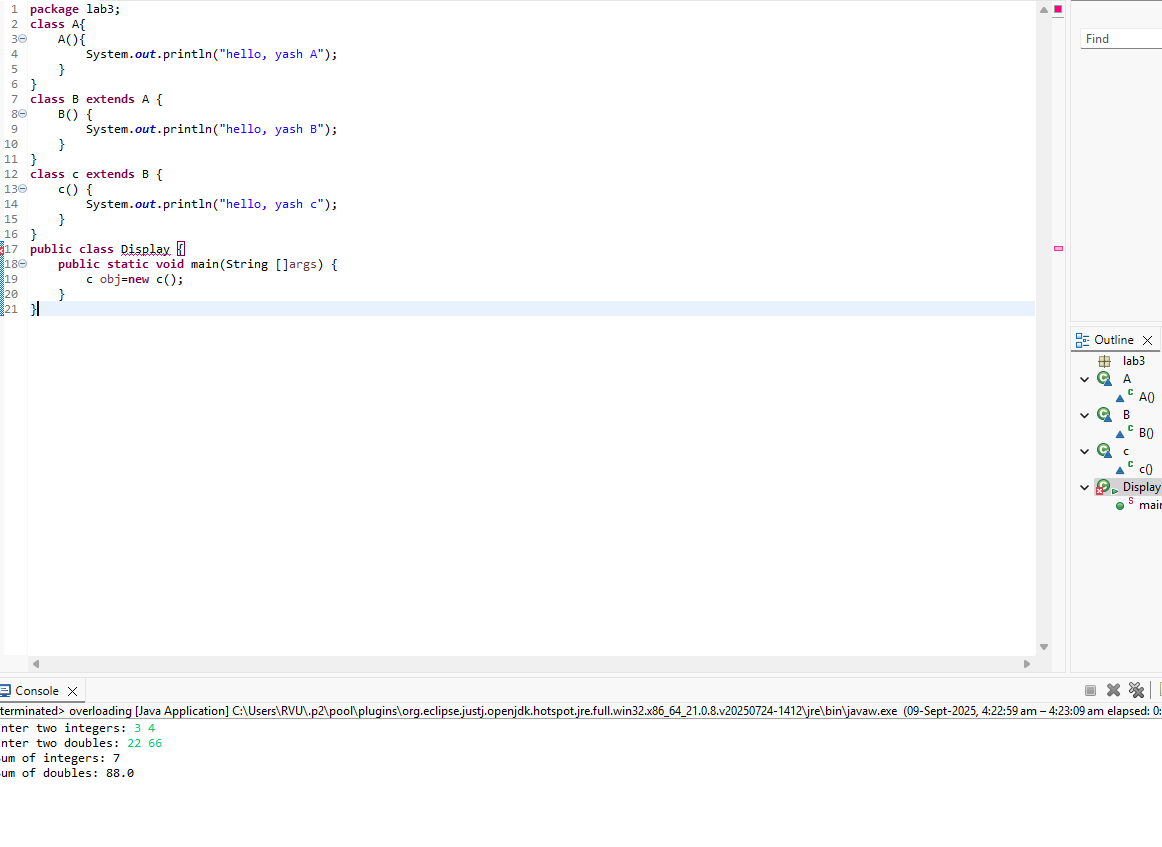 1 package lab3;
2 class A{
3 A(){
4 System.out.println("hello, yash A");
5 }
6 }
7 class B extends A {
8 B() {
9 System.out.println("hello, yash B");
10 }
11 }
12 class c extends B {
13 c() {
14 System.out.println("hello, yash c");
15 }
16 }
17 public class Display {
18 public static void main(String []args) {
19 c obj=new c();
20 }
21 }
Find
Outline
lab3
A
A()
B
B()
c
c()
Display
mair
Console
terminated> overloading [Java Application] C:\Users\RVU\.p2\pool\plugins\org.eclipse.justj.openjdk.hotspot.jre.full.win32.x86_64_21.0.8.v20250724-1412\jre\bin\javaw.exe (09-Sept-2025, 4:22:59 am – 4:23:09 am elapsed: 0:
nter two integers: 3 4
nter two doubles: 22 66
um of integers: 7
um of doubles: 88.0